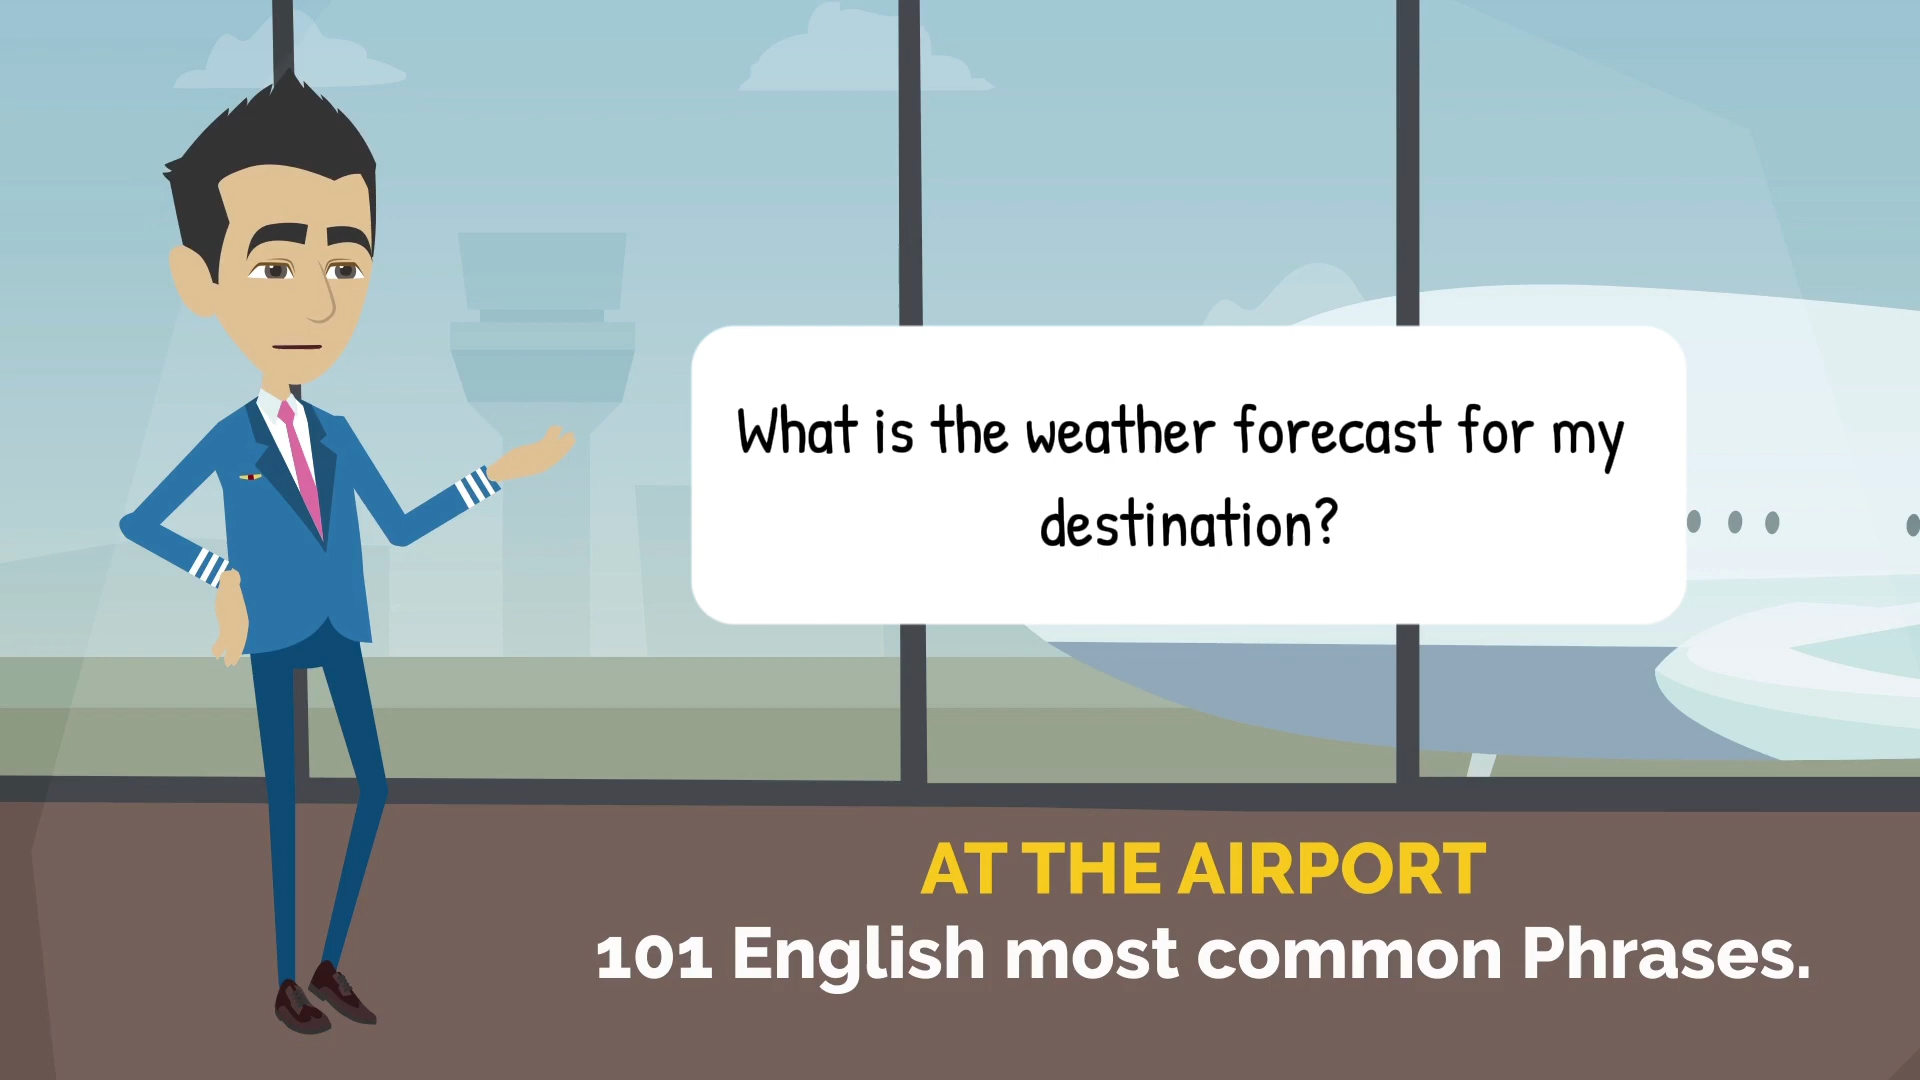 What is the weather forecast for my
destination?
AT THE AIRPORT
101 English most common Phrases.